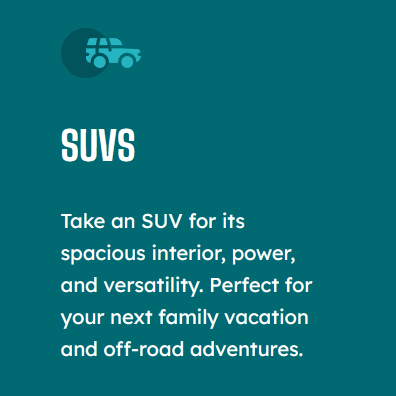 SUVS
Take an SUV for its
spacious interior, power,
and versatility. Perfect for
your next family vacation
and off-road adventures.